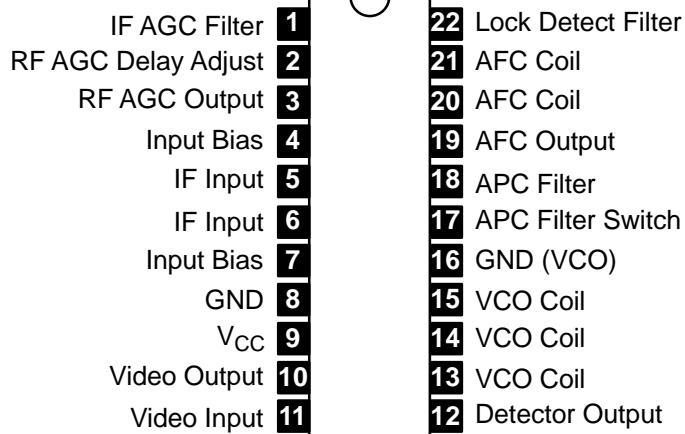 IF AGC Filter 1 22 Lock Detect Filter
RF AGC Delay Adjust 2 21 AFC Coil
RF AGC Output 3 20 AFC Coil
Input Bias 4 19 AFC Output
IF Input 5 18 APC Filter
IF Input 6 17 APC Filter Switch
Input Bias 7 16 GND (VCO)
GND 8 15 VCO Coil
VCC 9 14 VCO Coil
Video Output 10 13 VCO Coil
Video Input 11 12 Detector Output